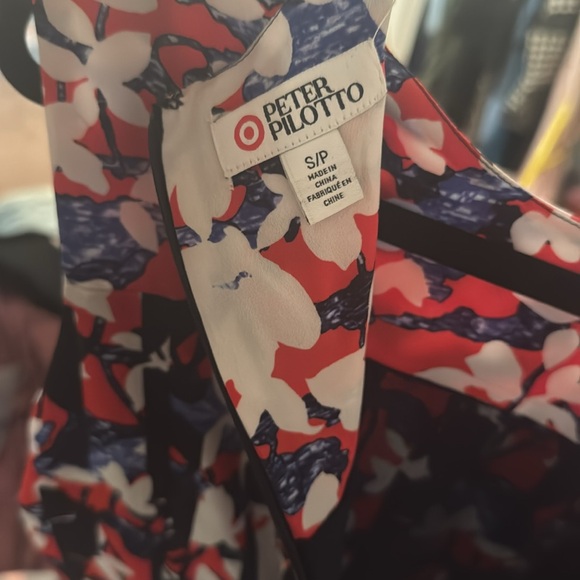 PETER
PILOTTO
S/P
MADE IN
CHINA
FABRIQUÉ EN
CHINE